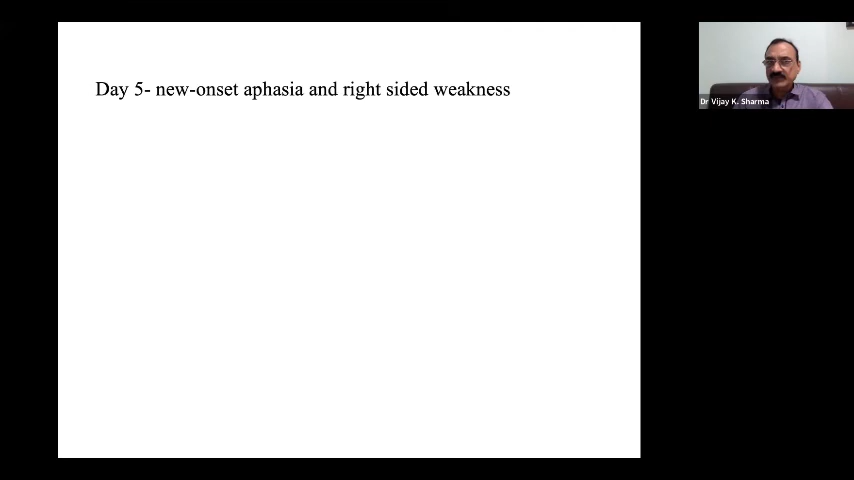 Day 5- new-onset aphasia and right sided weakness
Dr Vijay K. Sharma